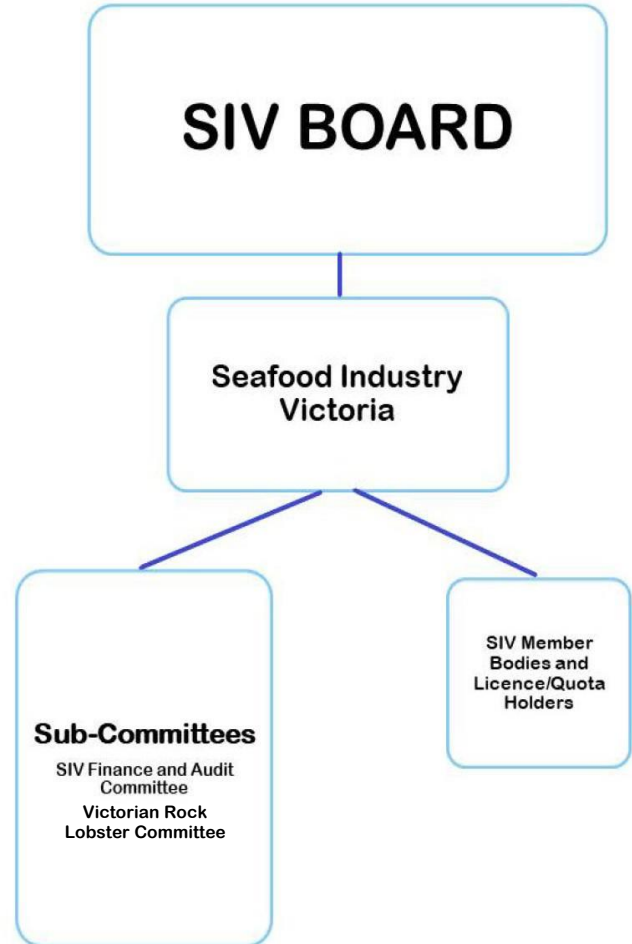 SIV BOARD
Seafood Industry
Victoria
Sub-Committees
SIV Finance and Audit
Committee
Victorian Rock
Lobster Committee
SIV Member
Bodies and
Licence/Quota
Holders